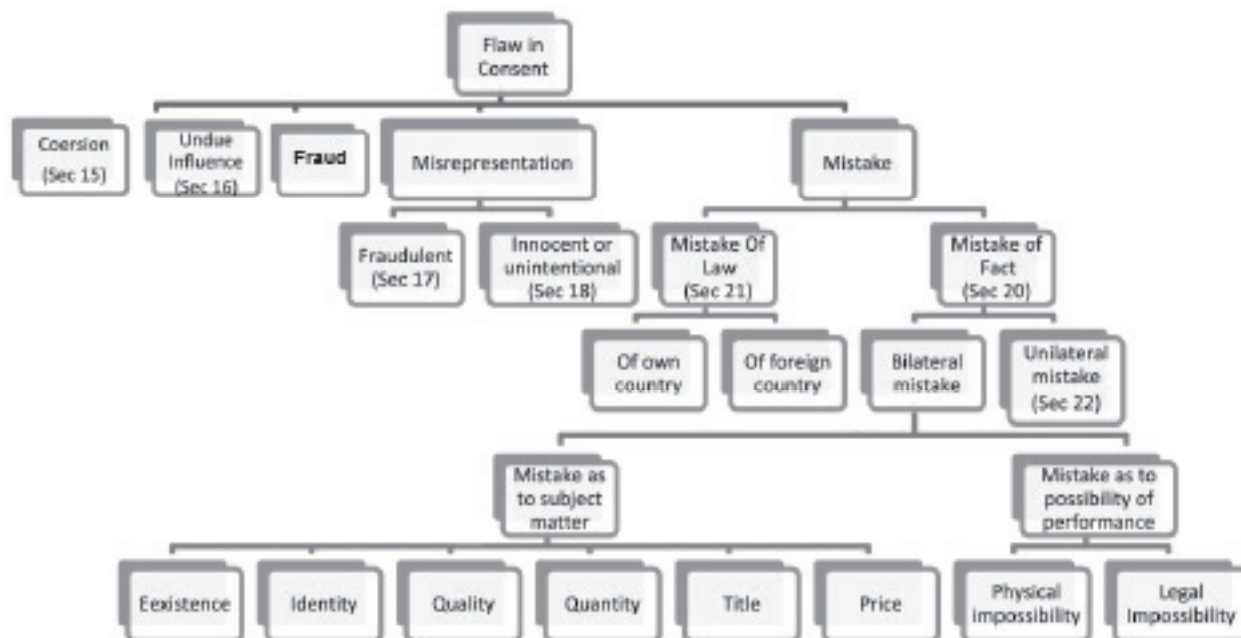 Flaw in
Consent
Coersion
(Sec 15)
Undue
Influence
(Sec 16)
Fraud
Misrepresentation
Mistake
Fraudulent
(Sec 17)
Innocent or
unintentional
(Sec 18)
Mistake Of
Law
(Sec 21)
Mistake of
Fact
(Sec 20)
Of own
country
Of foreign
country
Bilateral
mistake
Unilateral
mistake
(Sec 22)
Mistake as
to subject
matter
Mistake as to
possibility of
performance
Eexistence
Identity
Quality
Quantity
Title
Price
Physical
impossibility
Legal
Impossibility